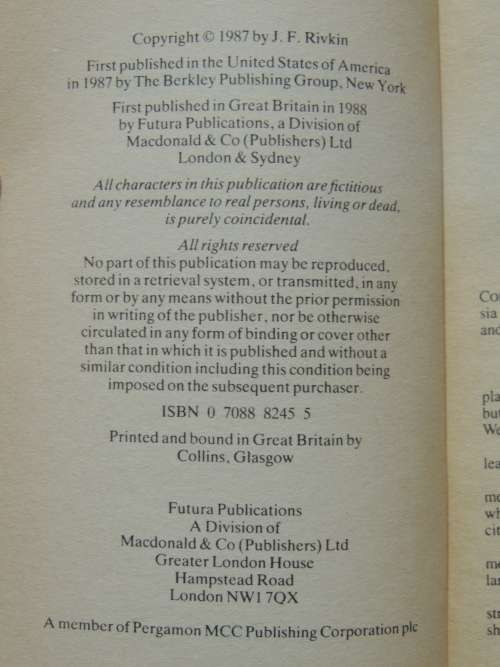 Copyright © 1987 by J. F. Rivkin
First published in the United States of America
in 1987 by The Berkley Publishing Group, New York
First published in Great Britain in 1988
by Futura Publications, a Division of
Macdonald & Co (Publishers) Ltd
London & Sydney
All characters in this publication are fictitious
and any resemblance to real persons, living or dead,
is purely coincidental.
All rights reserved
No part of this publication may be reproduced,
stored in a retrieval system, or transmitted, in any
form or by any means without the prior permission
in writing of the publisher, nor be otherwise
circulated in any form of binding or cover other
than that in which it is published and without a
similar condition including this condition being
imposed on the subsequent purchaser.
ISBN 0 7088 8245 5
Printed and bound in Great Britain by
Collins, Glasgow
Futura Publications
A Division of
Macdonald & Co (Publishers) Ltd
Greater London House
Hampstead Road
London NW1 7QX
A member of Pergamon MCC Publishing Corporation plc
sia
and
pla
but
We
lea
cit